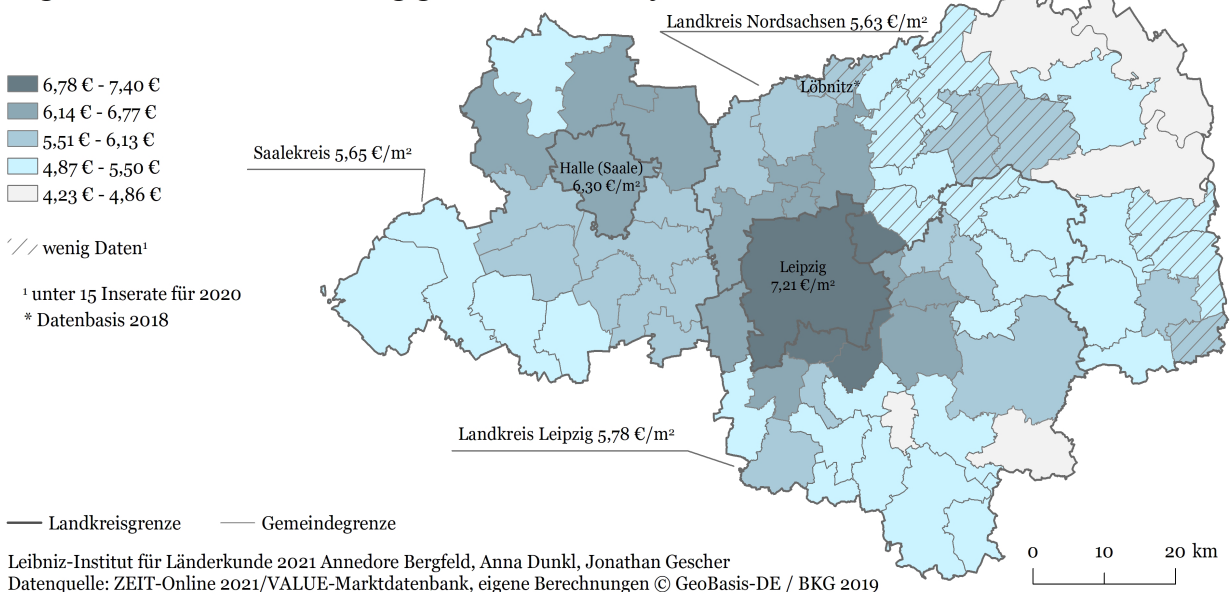 Landkreis Nordsachsen 5,63 €/m²
6,78 € - 7,40 €
6,14 € - 6,77 €
5,51 € - 6,13 €
4,87 € - 5,50 €
4,23 € - 4,86 €
wenig Daten¹
¹ unter 15 Inserate für 2020
* Datenbasis 2018
Löbnitz*
Saalekreis 5,65 €/m²
Halle (Saale)
6,30 €/m²
Leipzig
7,21 €/m²
Landkreis Leipzig 5,78 €/m²
Landkreisgrenze
Gemeindegrenze
0 10 20 km
Leibniz-Institut für Länderkunde 2021 Annedore Bergfeld, Anna Dunkl, Jonathan Gescher
Datenquelle: ZEIT-Online 2021/VALUE-Marktdatenbank, eigene Berechnungen © GeoBasis-DE / BKG 2019